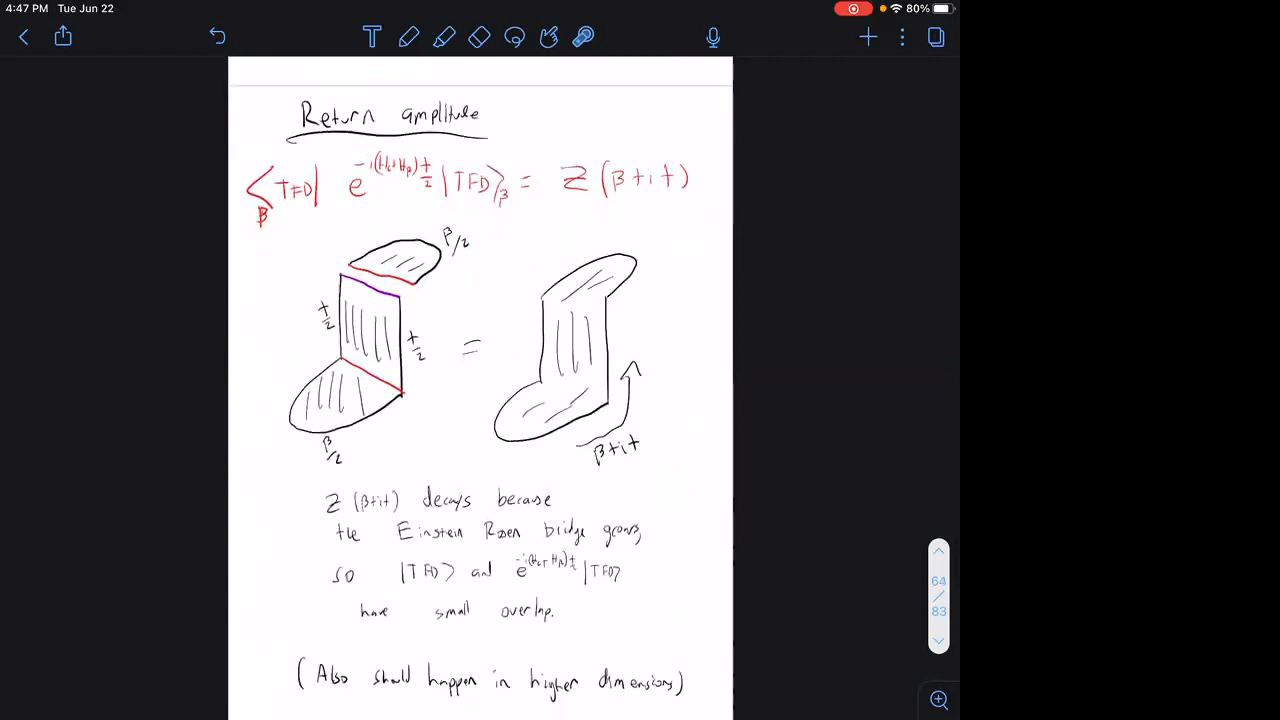 4:47 PM Tue Jun 22
80%
Return amplitude
β⟨TFD| e^{-i(H_L+H_R)t/2} |TFD⟩_β = Z(β+it)
β/2
t/2
t/2
=
β/2
β+it
Z(β+it) decays because
the Einstein Rosen bridge grows,
so |TFD⟩ and e^{-i(H_L+H_R)t/2} |TFD⟩
have small overlap.
(Also should happen in higher dimensions)
64
/
83